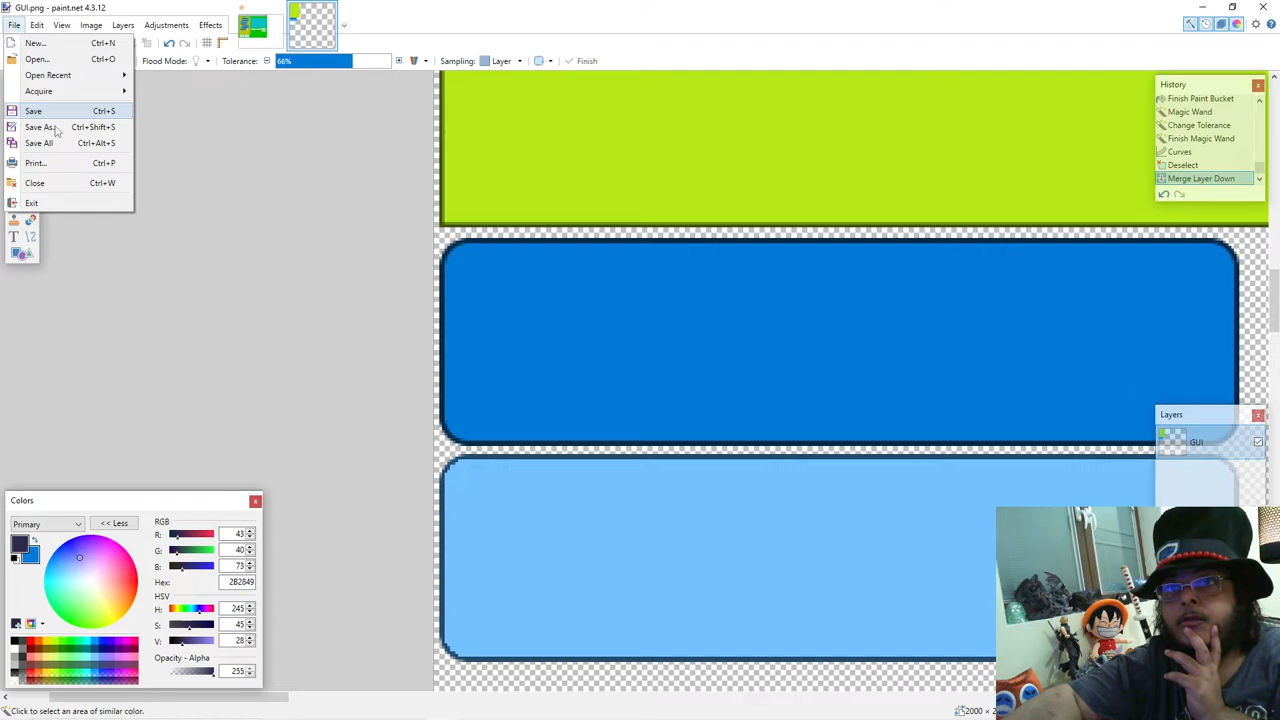 GUI.png - paint.net 4.3.12
File Edit View Image Layers Adjustments Effects
New... Ctrl+N
Open... Ctrl+O
Open Recent
Acquire
Save Ctrl+S
Save As... Ctrl+Shift+S
Save All Ctrl+Alt+S
Print... Ctrl+P
Close Ctrl+W
Exit
Flood Mode: Tolerance: 66% Sampling: Layer Finish
History
Finish Paint Bucket
Magic Wand
Change Tolerance
Finish Magic Wand
Curves
Deselect
Merge Layer Down
Layers
GUI
Colors
Primary << Less
RGB
R: 43
G: 40
B: 73
Hex: 2B2849
HSV
H: 245
S: 45
V: 28
Opacity - Alpha
255
Click to select an area of similar color.
2000 ×